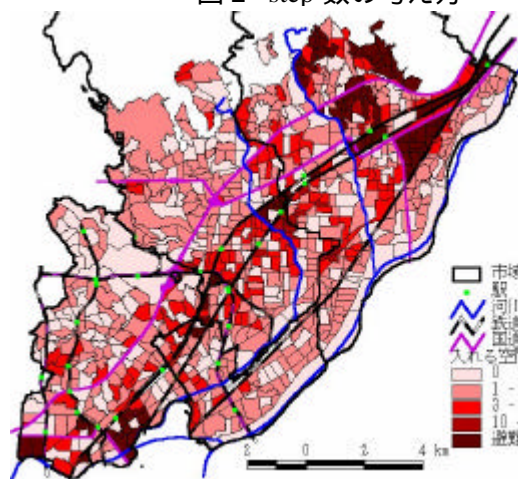 図 2 step 数の考え方
市域
駅
河川
鉄道
国道
入れる空
0
1 -
3 -
10
避難
2 0 2 4 km